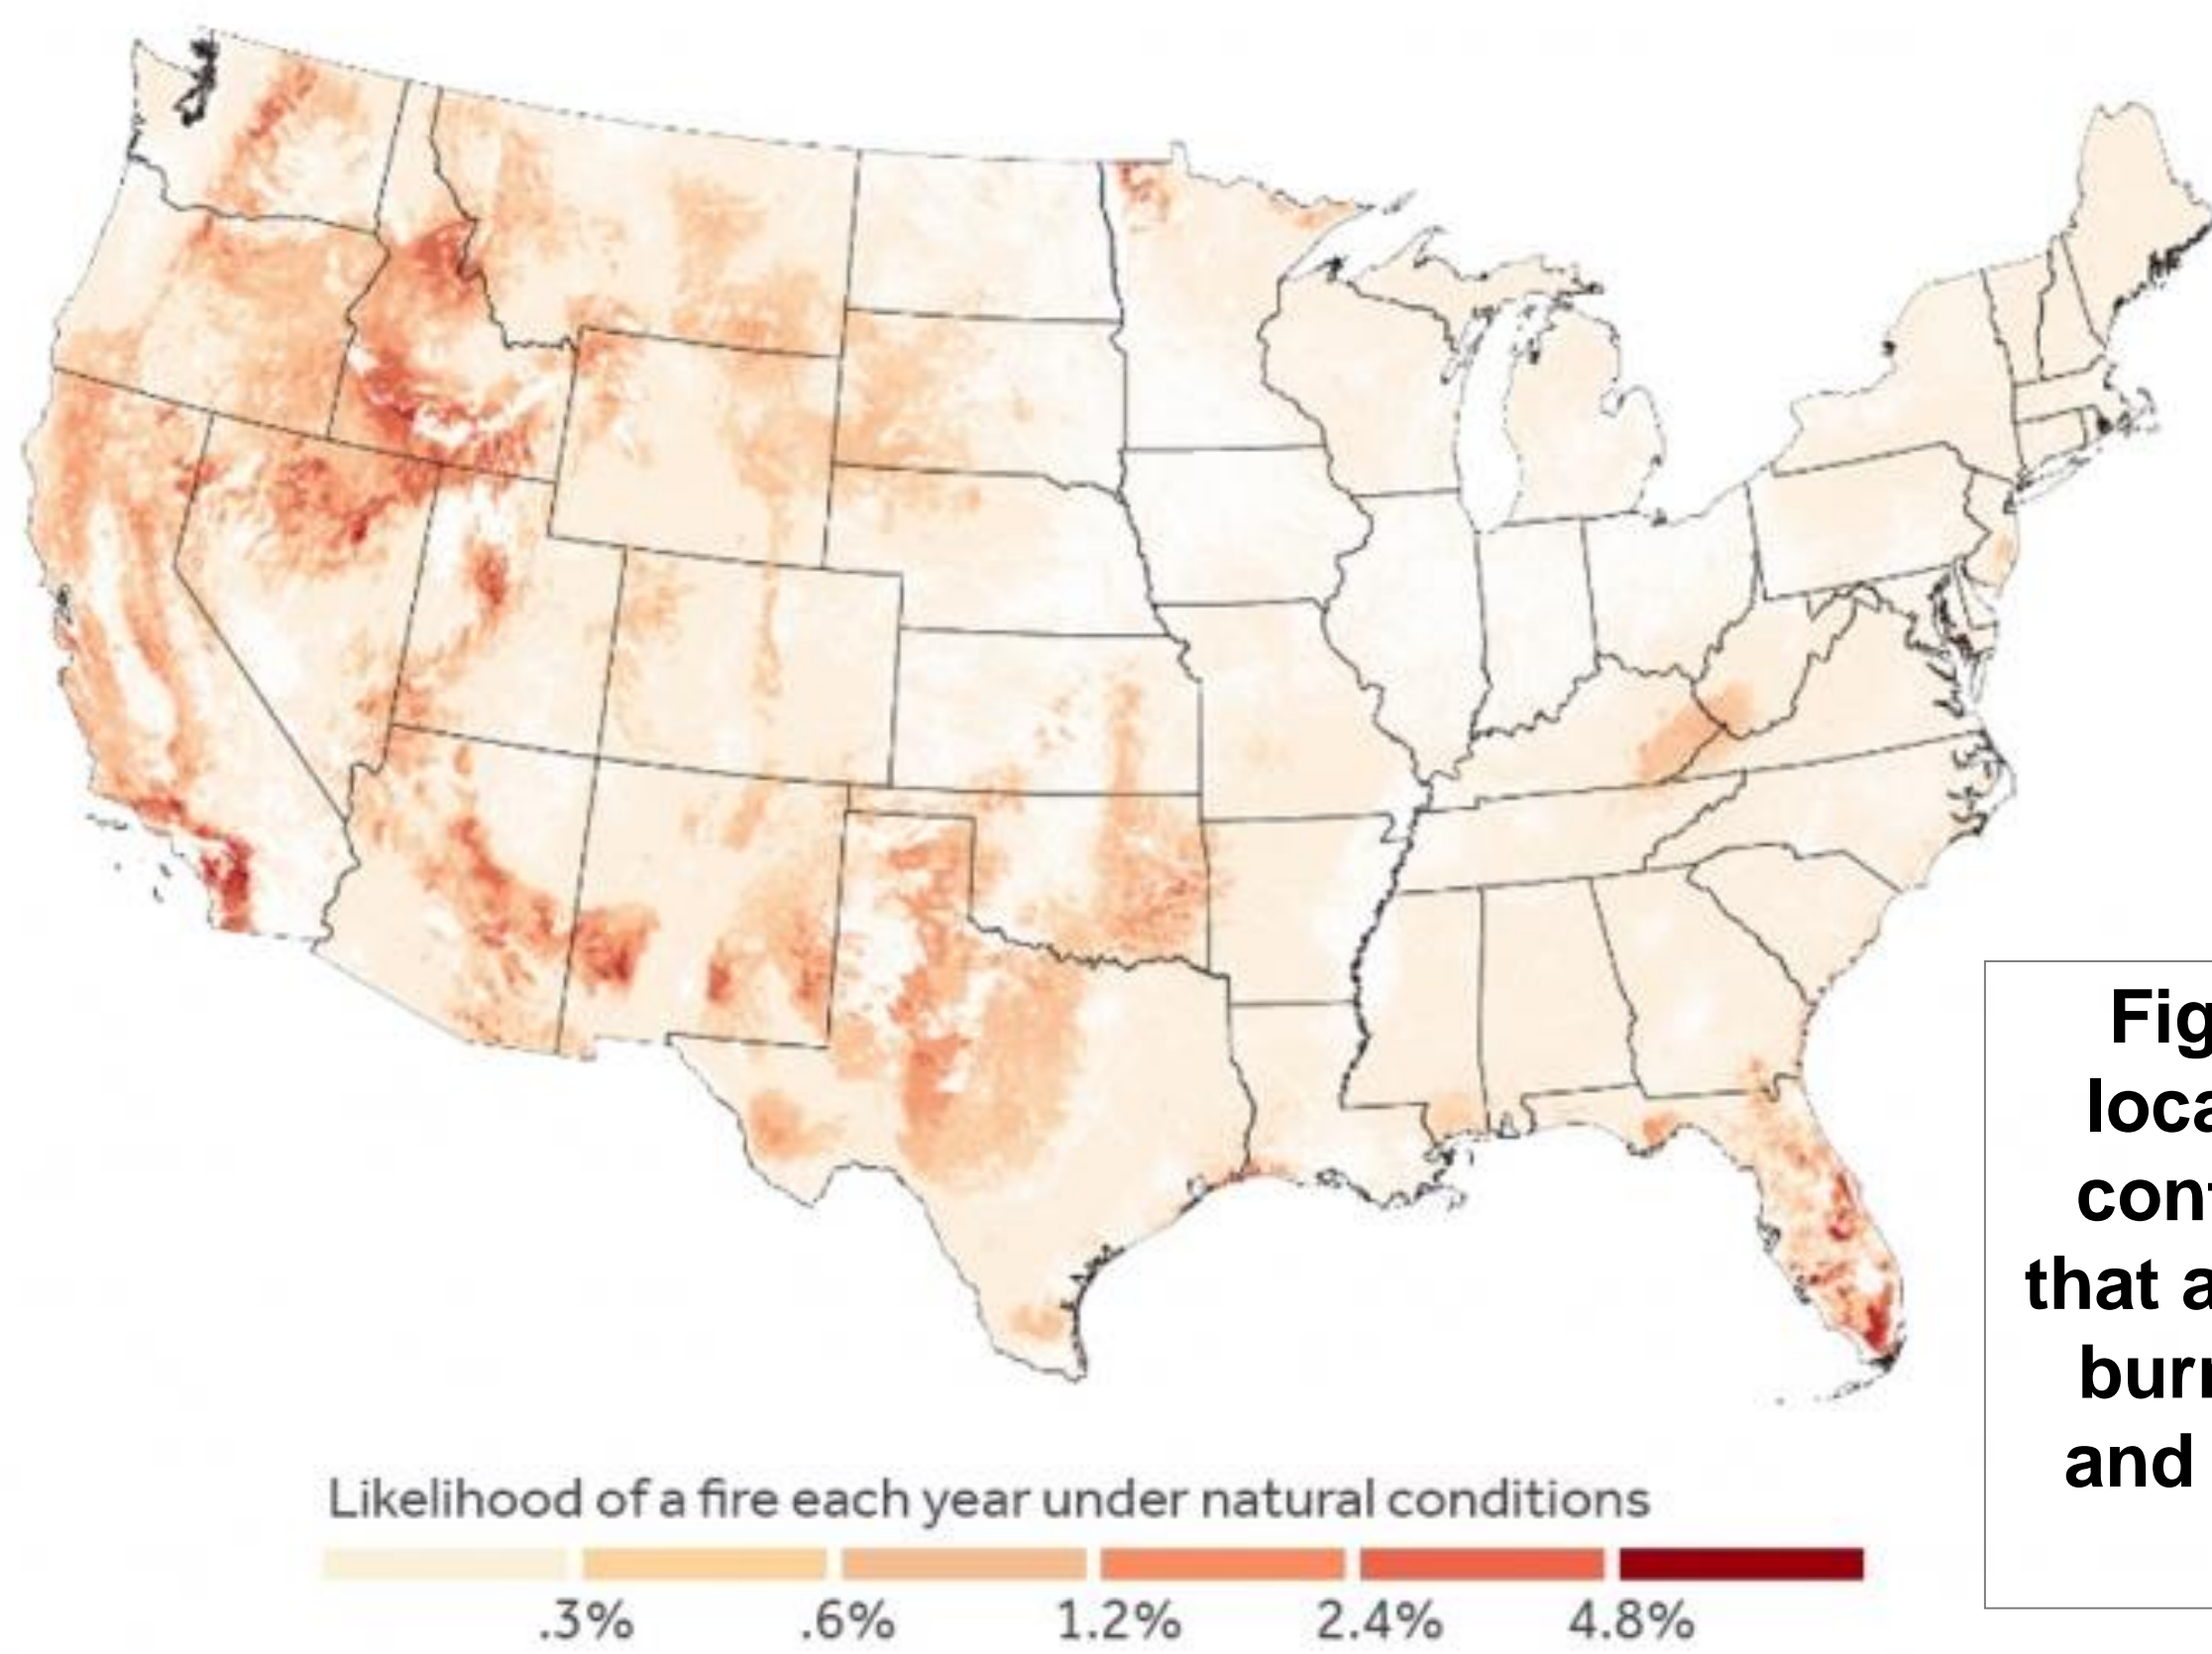 Fig
loca
con
that a
burn
and
Likelihood of a fire each year under natural conditions
.3% .6% 1.2% 2.4% 4.8%